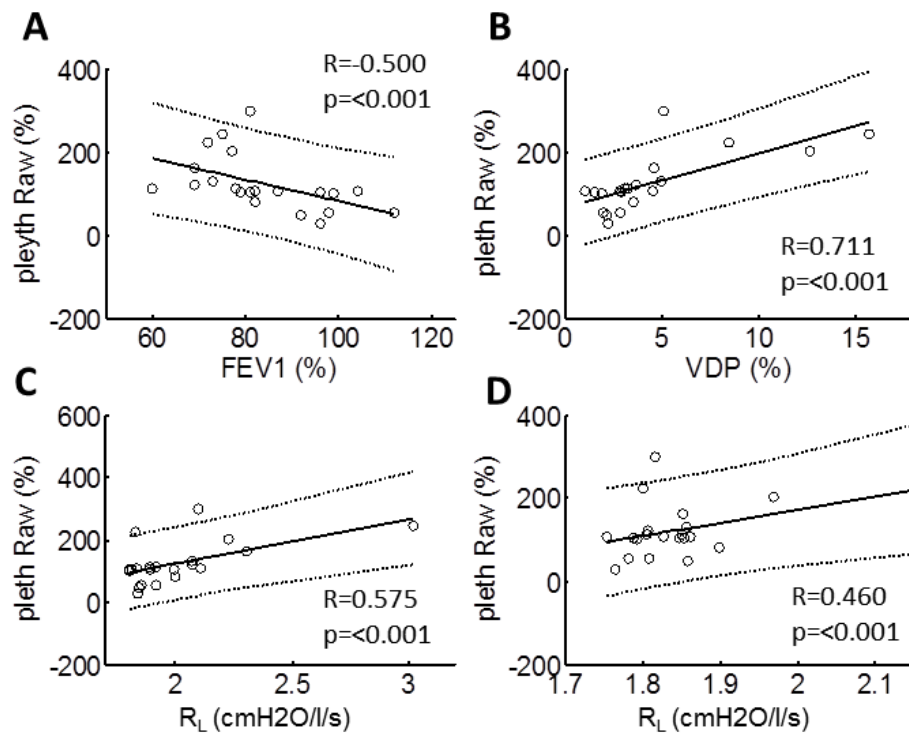 A
R=-0.500
p=<0.001
400
200
0
-200
pleyth Raw (%)
60
80
100
120
FEV1 (%)
B
400
200
0
-200
pleth Raw (%)
R=0.711
p=<0.001
0
5
10
15
VDP (%)
C
600
400
200
0
-200
pleth Raw (%)
R=0.575
p=<0.001
2
2.5
3
RL (cmH2O/l/s)
D
400
200
0
-200
pleth Raw (%)
R=0.460
p=<0.001
1.7
1.8
1.9
2
2.1
RL (cmH2O/l/s)